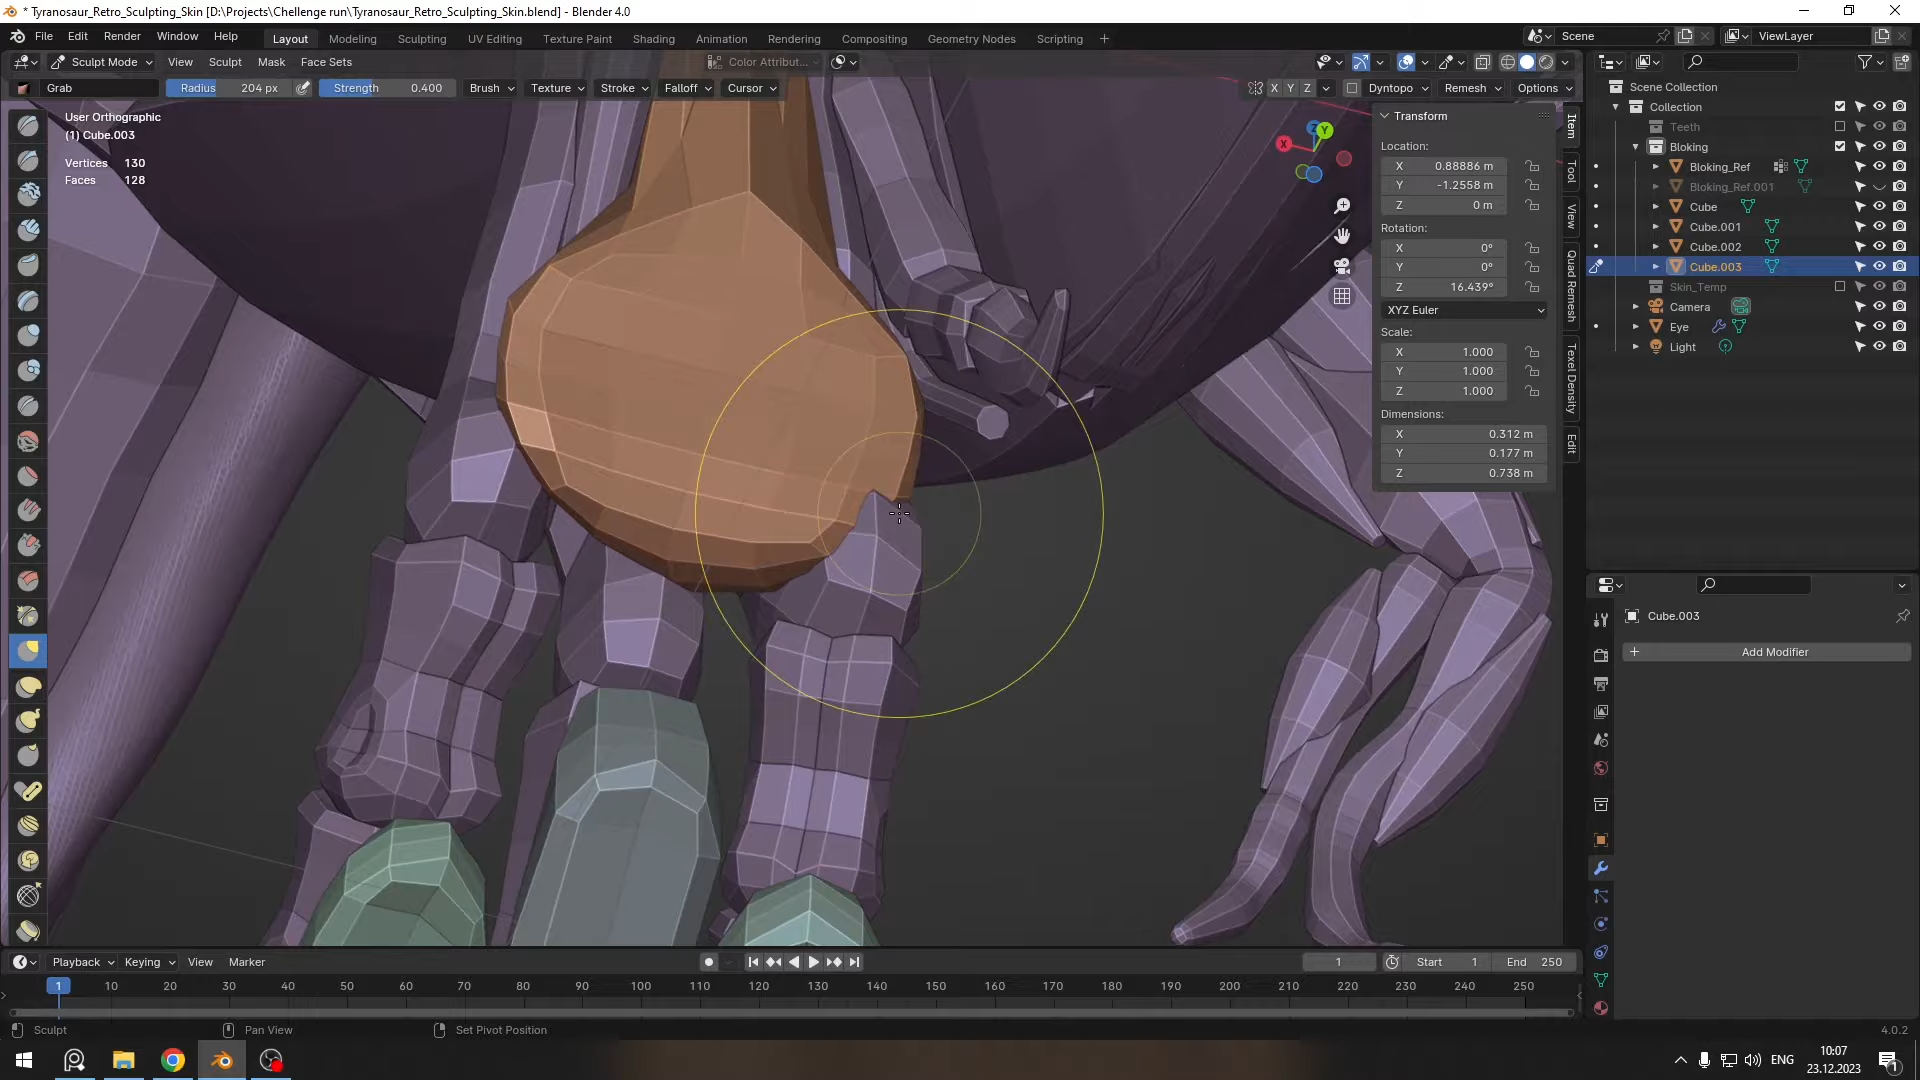 * Tyranosaur_Retro_Sculpting_Skin [D:\Projects\Chellenge run\Tyranosaur_Retro_Sculpting_Skin.blend] - Blender 4.0
File Edit Render Window Help Layout Modeling Sculpting UV Editing Texture Paint Shading Animation Rendering Compositing Geometry Nodes Scripting + Scene ViewLayer
Sculpt Mode View Sculpt Mask Face Sets Color Attribut...
Grab Radius 204 px Strength 0.400 Brush Texture Stroke Falloff Cursor X Y Z Dyntopo Remesh Options
User Orthographic
(1) Cube.003
Vertices 130
Faces 128
X
Y
Z
Transform
Location:
X 0.88886 m
Y -1.2558 m
Z 0 m
Rotation:
X 0°
Y 0°
Z 16.439°
XYZ Euler
Scale:
X 1.000
Y 1.000
Z 1.000
Dimensions:
X 0.312 m
Y 0.177 m
Z 0.738 m
Item
Tool
View
Quad Remesh
Texel Density
Edit
Scene Collection
Collection
Teeth
Bloking
Bloking_Ref
Bloking_Ref.001
Cube
Cube.001
Cube.002
Cube.003
Skin_Temp
Camera
Eye
Light
Cube.003
+ Add Modifier
Playback Keying View Marker 1 Start 1 End 250
1 10 20 30 40 50 60 70 80 90 100 110 120 130 140 150 160 170 180 190 200 210 220 230 240 250
Sculpt Pan View Set Pivot Position 4.0.2
ENG
10:07
23.12.2023
1